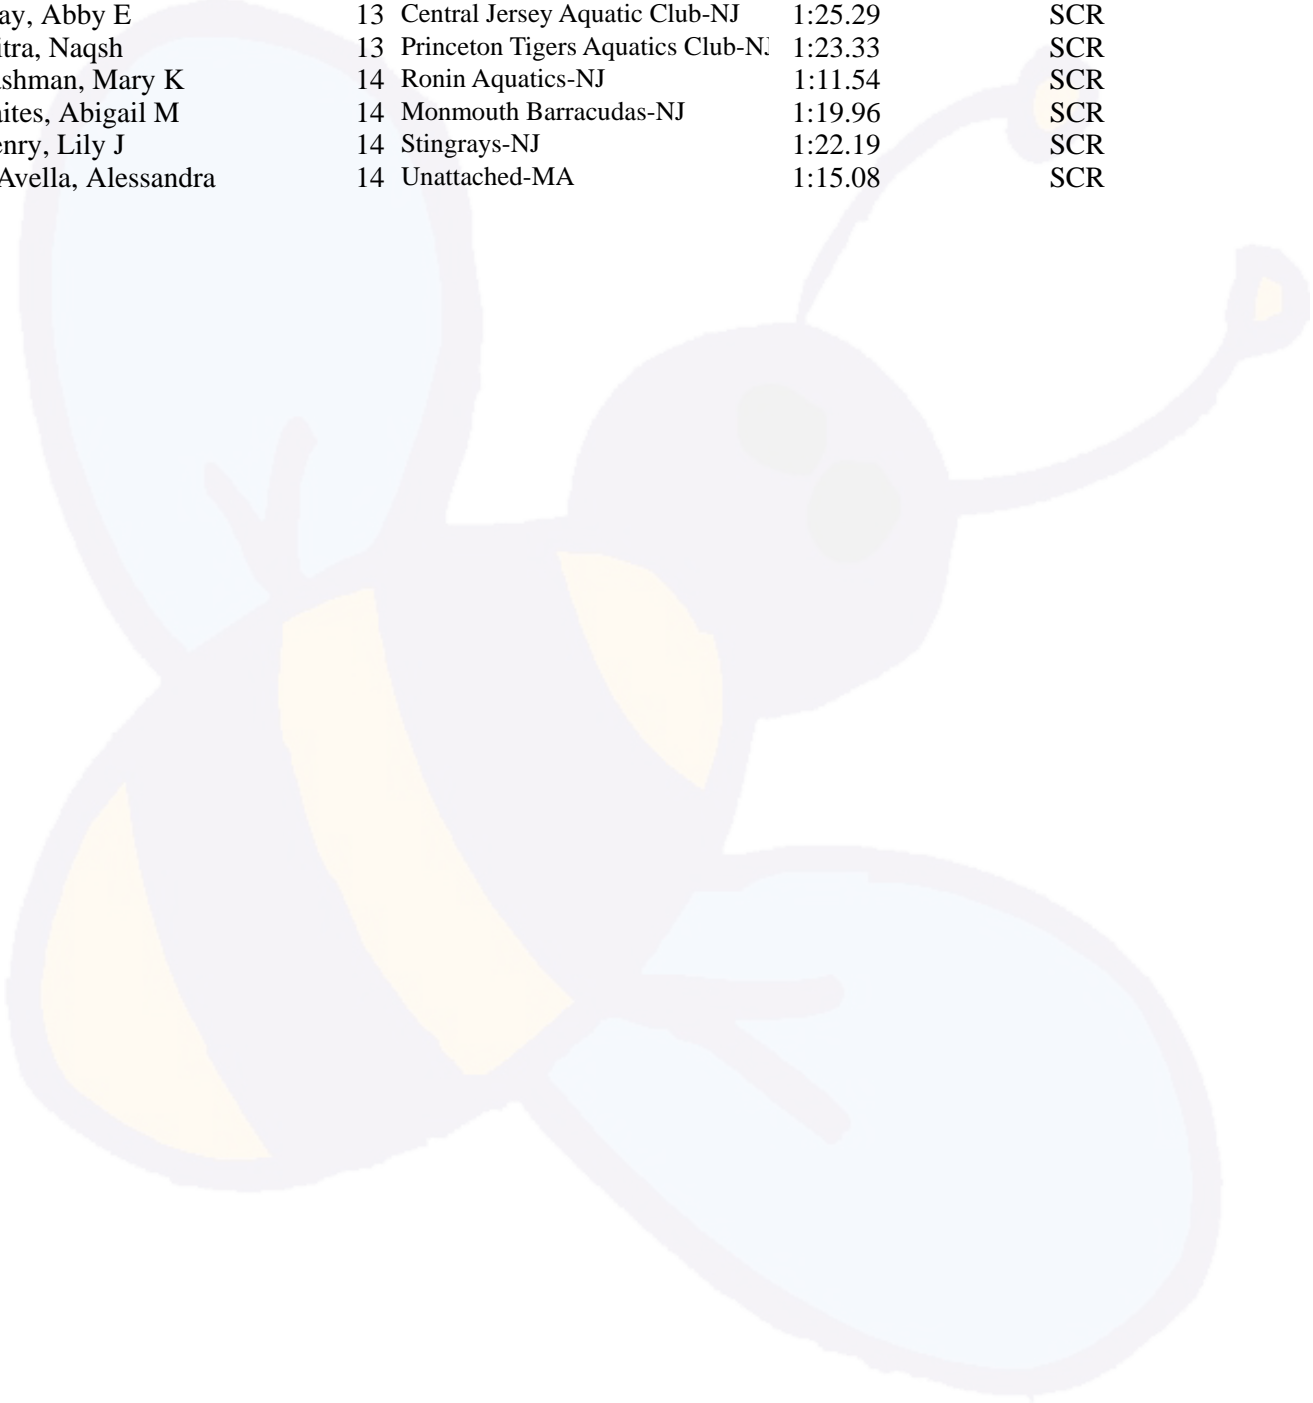 ay, Abby E 13 Central Jersey Aquatic Club-NJ 1:25.29 SCR
itra, Naqsh 13 Princeton Tigers Aquatics Club-NJ 1:23.33 SCR
ashman, Mary K 14 Ronin Aquatics-NJ 1:11.54 SCR
aites, Abigail M 14 Monmouth Barracudas-NJ 1:19.96 SCR
enry, Lily J 14 Stingrays-NJ 1:22.19 SCR
Avella, Alessandra 14 Unattached-MA 1:15.08 SCR